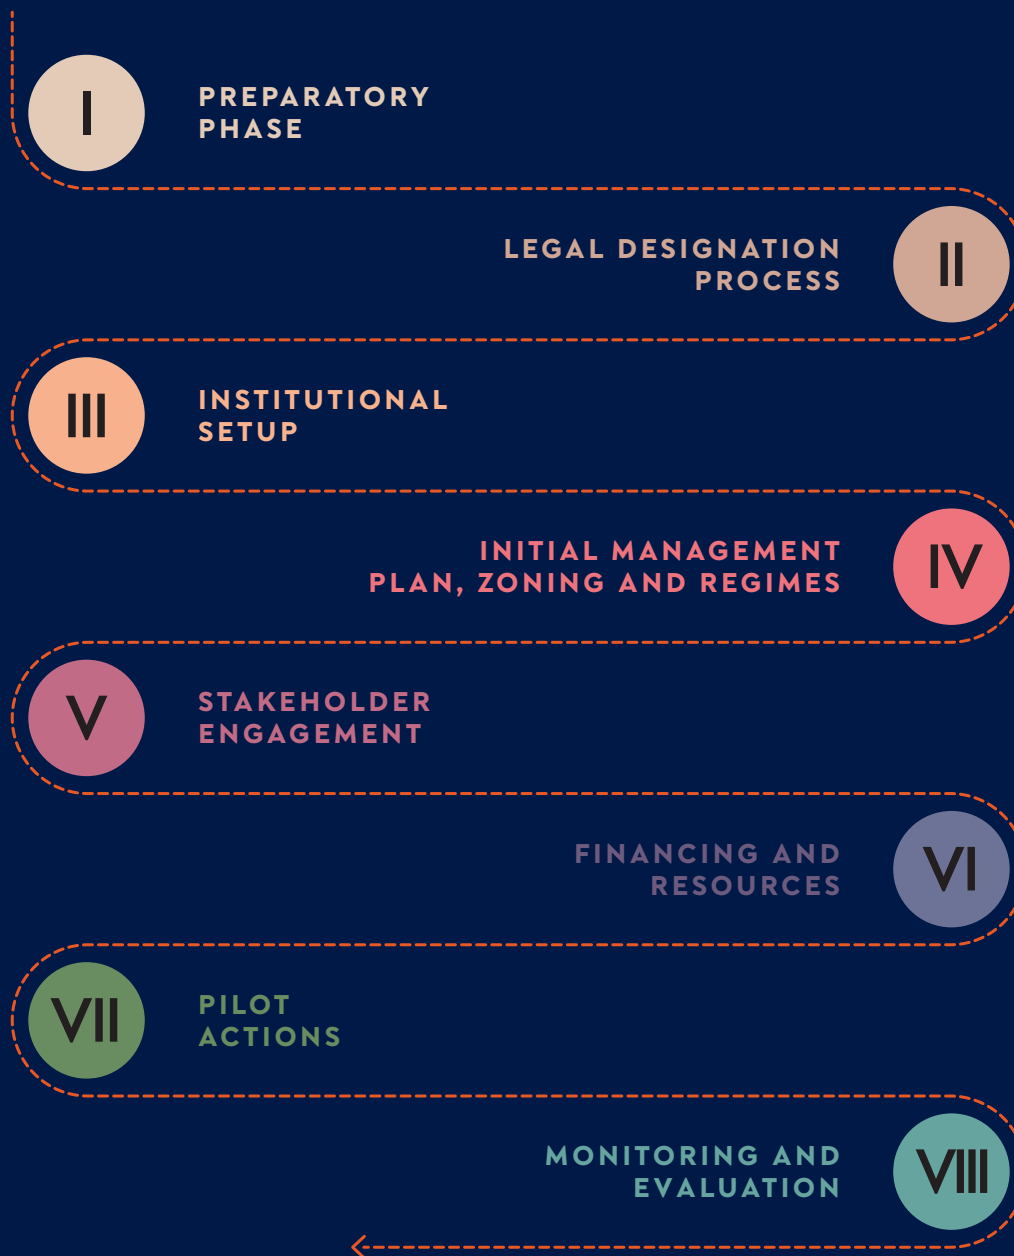 I
PREPARATORY
PHASE
LEGAL DESIGNATION
PROCESS
II
III
INSTITUTIONAL
SETUP
INITIAL MANAGEMENT
PLAN, ZONING AND REGIMES
IV
V
STAKEHOLDER
ENGAGEMENT
FINANCING AND
RESOURCES
VI
VII
PILOT
ACTIONS
MONITORING AND
EVALUATION
VIII